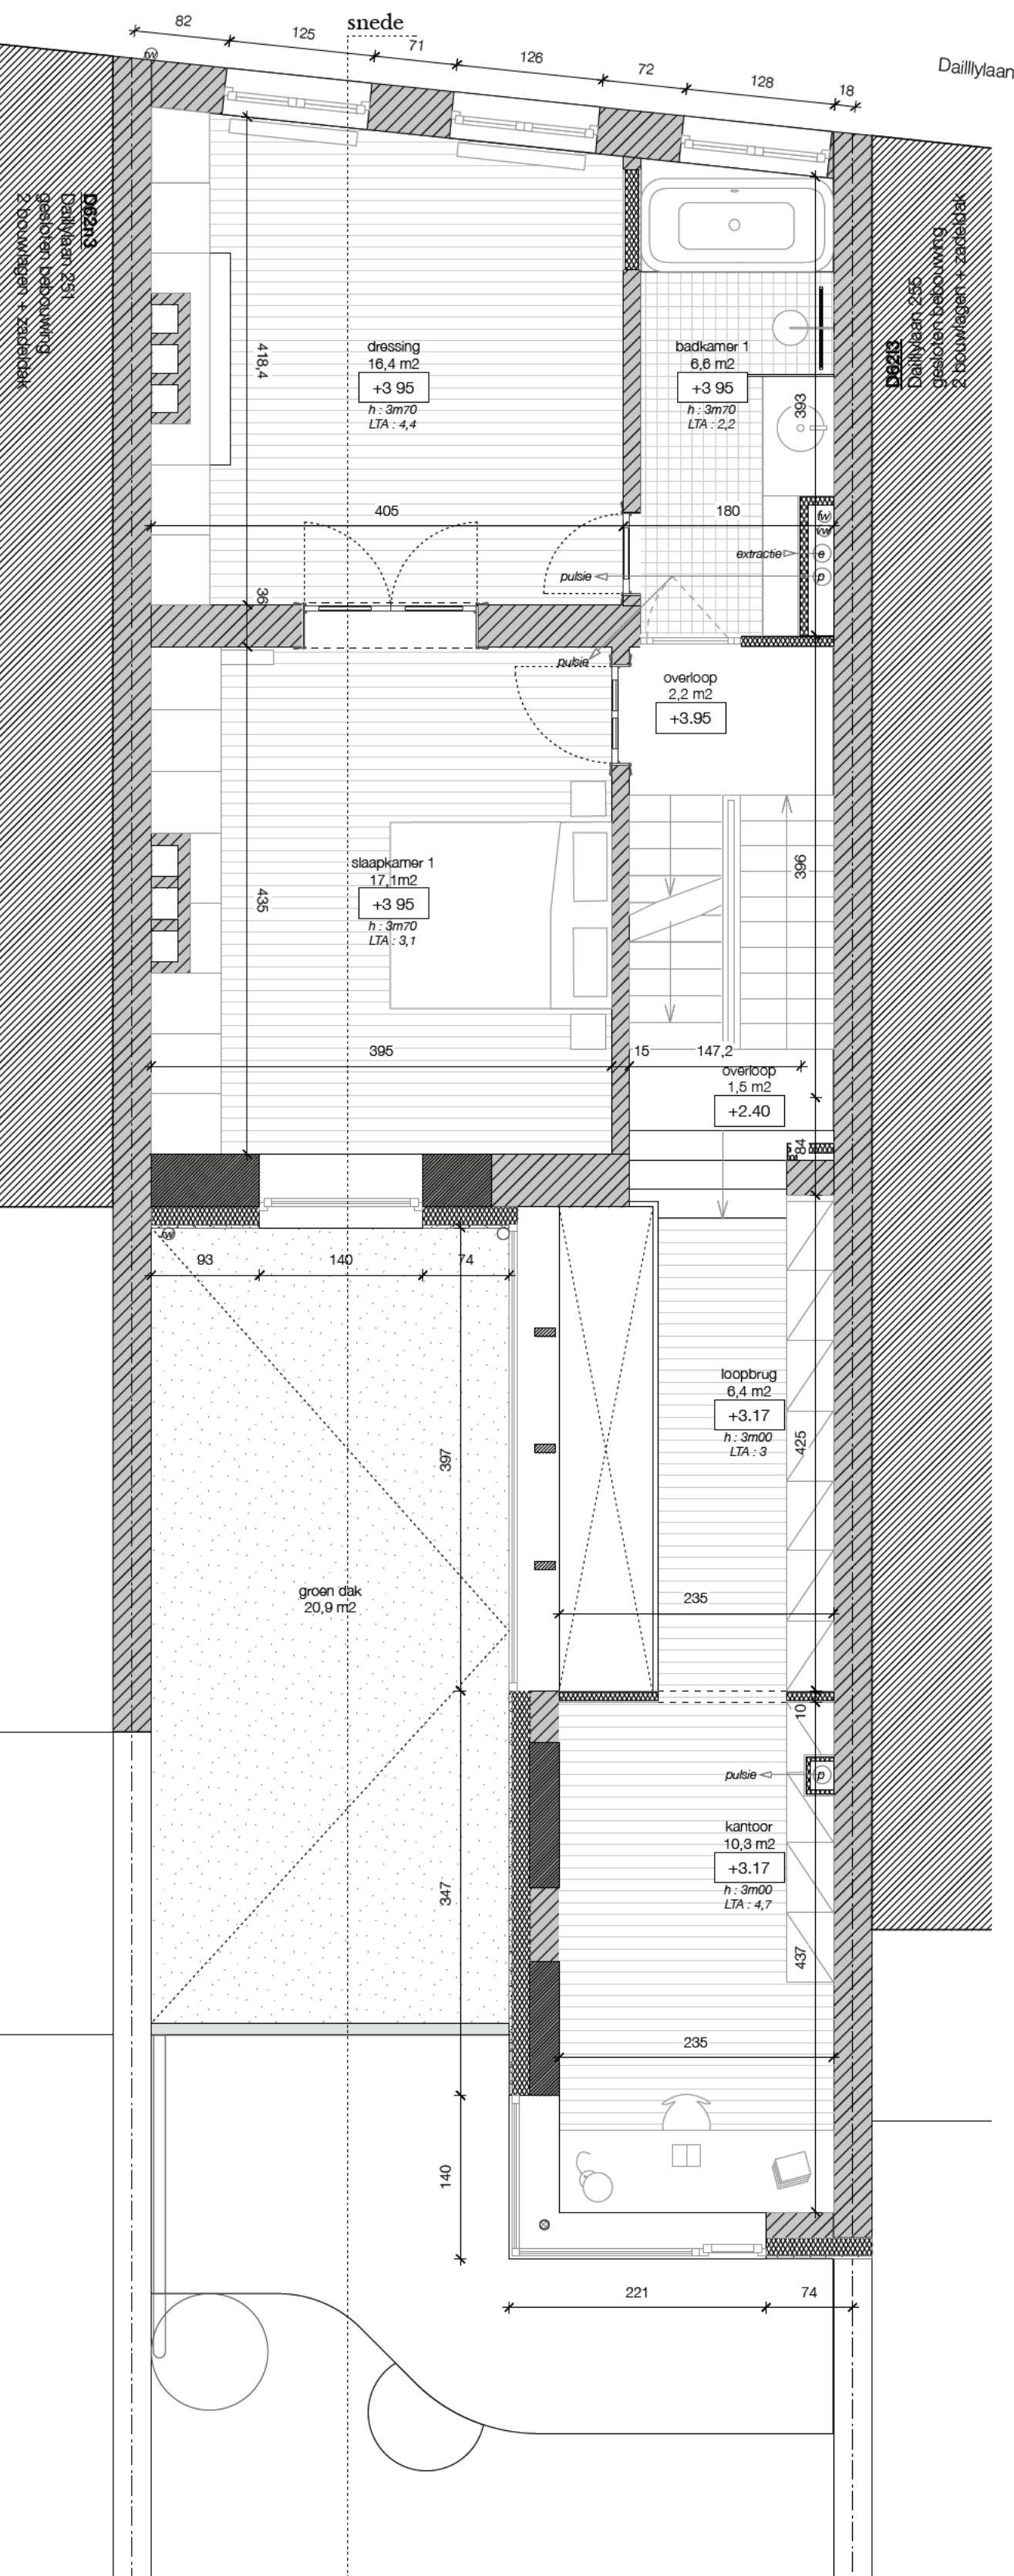 snede
82
125
71
126
72
128
18
Dailllylaan
rw
D62n3
Daillylaan 251
gesloten bebouwing
2 bouwlagen + zadeldak
D62l3
Daillylaan 255
gesloten bebouwing
2 bouwlagen + zadeldak
418,4
dressing
16,4 m2
+3 95
h : 3m70
LTA : 4,4
badkamer 1
6,6 m2
+3 95
h : 3m70
LTA : 2,2
393
405
180
fw
vw
extractie
e
pulsie
p
36
pulsie
overloop
2,2 m2
+3.95
slaapkamer 1
17,1m2
+3 95
h : 3m70
LTA : 3,1
435
396
395
15
147,2
overloop
1,5 m2
+2.40
84
rw
93
140
74
397
loopbrug
6,4 m2
+3.17
h : 3m00
LTA : 3
425
groen dak
20,9 m2
235
10
pulsie
p
kantoor
10,3 m2
+3.17
h : 3m00
LTA : 4,7
347
437
235
140
221
74